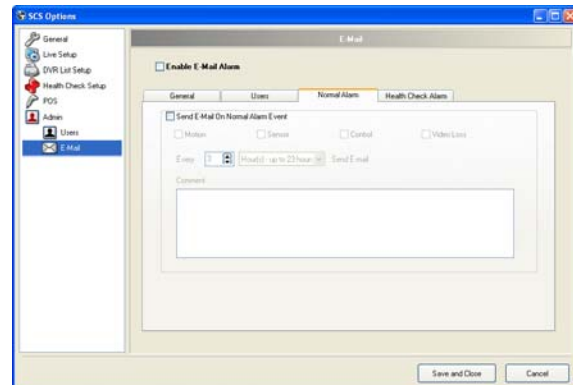 SCS Options
General
Live Setup
DVR List Setup
Health Check Setup
POS
Admin
Users
E-Mail
E-Mail
Enable E-Mail Alarm
General Users Normal Alarm Health Check Alarm
Send E-Mail On Normal Alarm Event
Motion Sensor Control Video Loss
Every Hour(s) - up to 23 hour Send E-mail
Comment
Save and Close Cancel